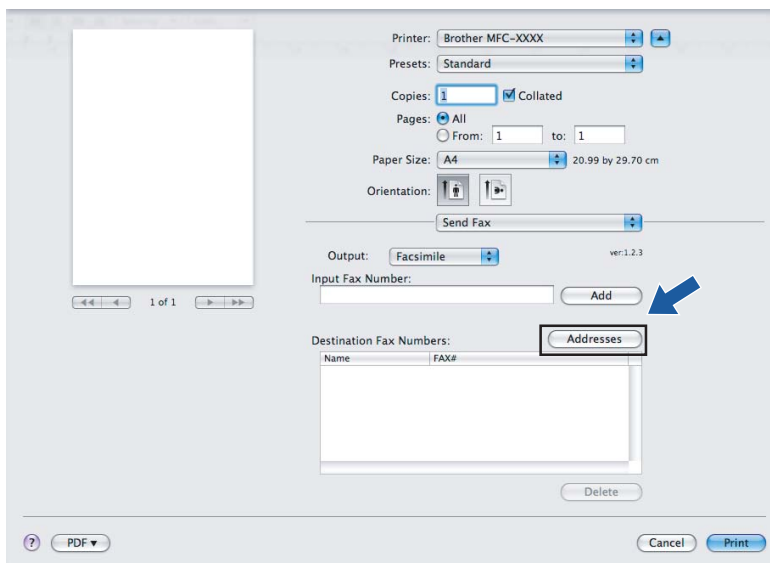 Printer: Brother MFC-XXXX
Presets: Standard
Copies: 1 Collated
Pages: All
From: 1 to: 1
Paper Size: A4 20.99 by 29.70 cm
Orientation:
Send Fax
Output: Facsimile ver:1.2.3
Input Fax Number:
Add
1 of 1
Destination Fax Numbers: Addresses
Name FAX#
Delete
? PDF ▾ Cancel Print